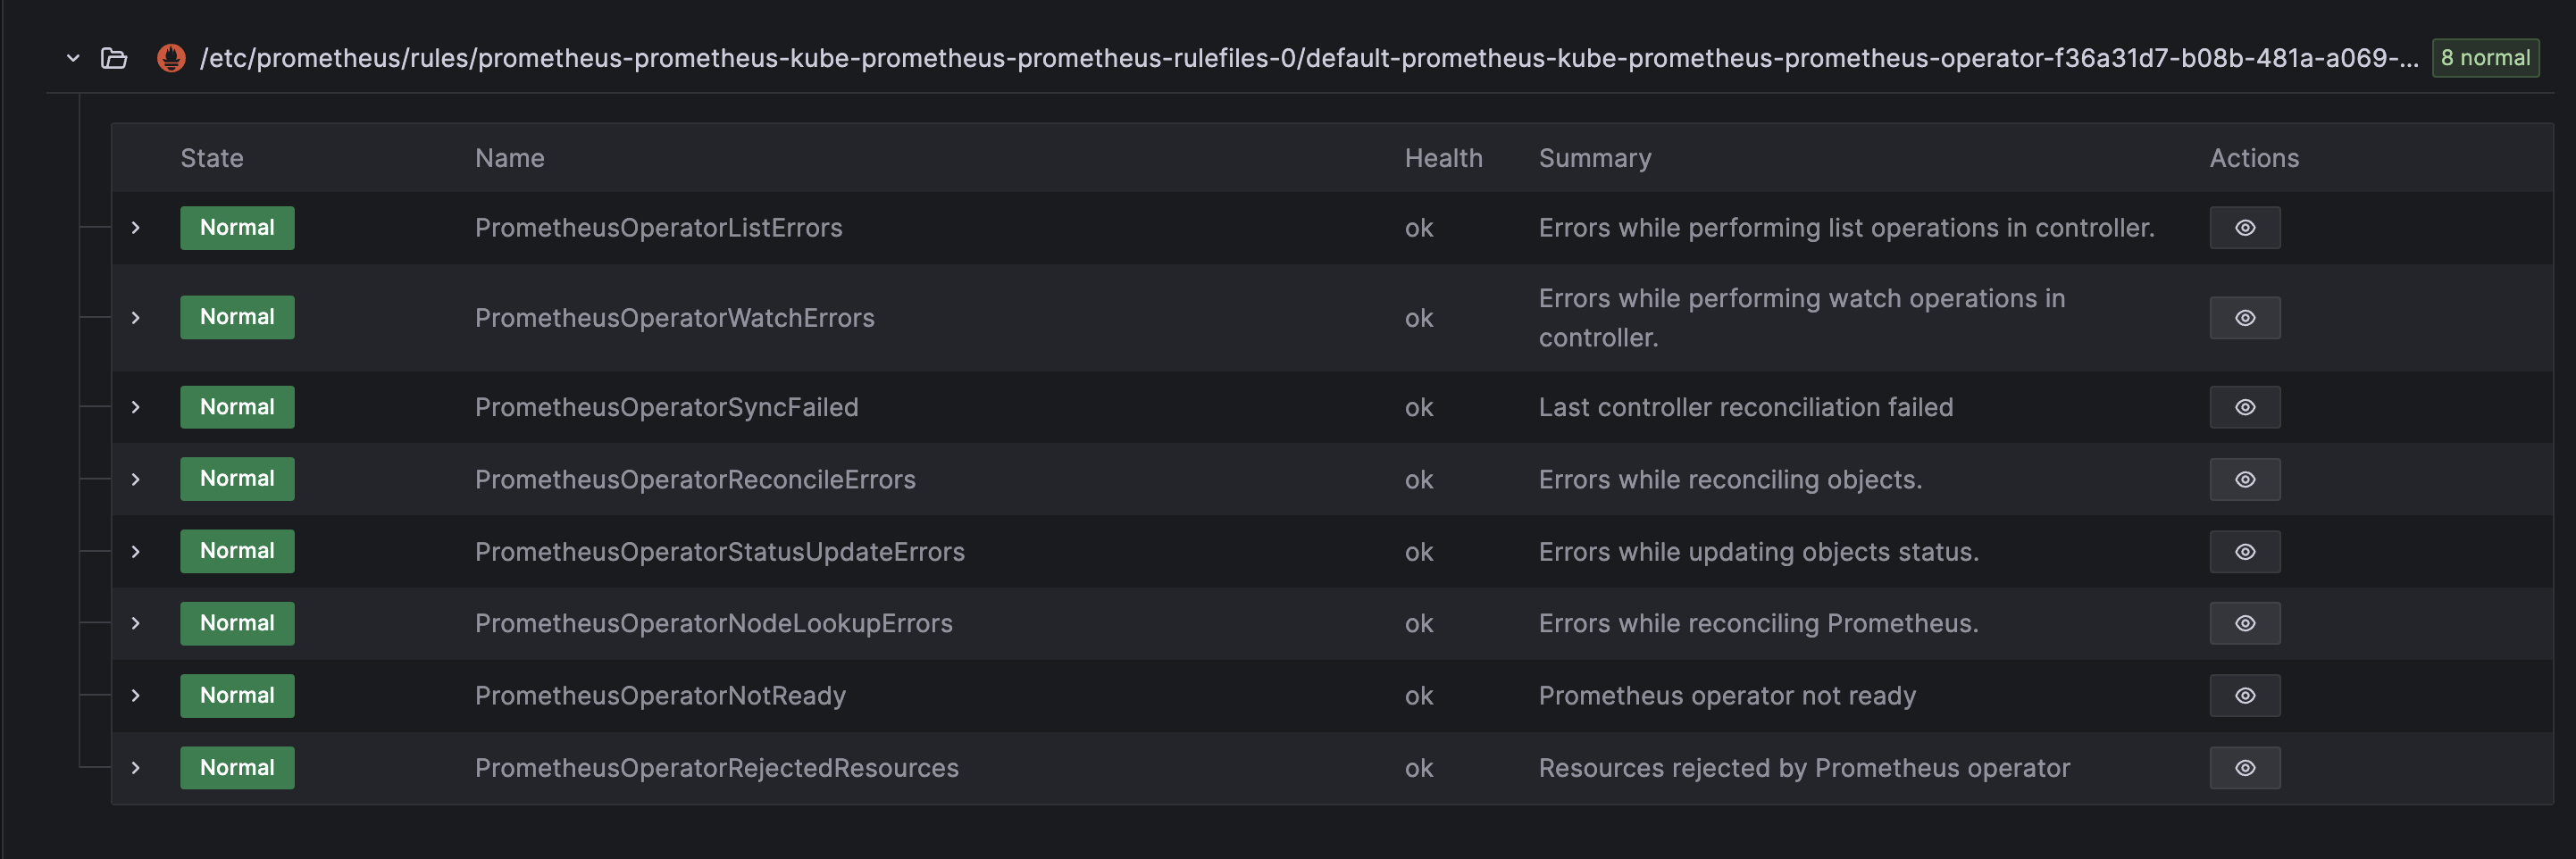 /etc/prometheus/rules/prometheus-prometheus-kube-prometheus-prometheus-rulefiles-0/default-prometheus-kube-prometheus-prometheus-operator-f36a31d7-b08b-481a-a069-... 8 normal
State Name Health Summary Actions
Normal PrometheusOperatorListErrors ok Errors while performing list operations in controller.
Normal PrometheusOperatorWatchErrors ok Errors while performing watch operations in
controller.
Normal PrometheusOperatorSyncFailed ok Last controller reconciliation failed
Normal PrometheusOperatorReconcileErrors ok Errors while reconciling objects.
Normal PrometheusOperatorStatusUpdateErrors ok Errors while updating objects status.
Normal PrometheusOperatorNodeLookupErrors ok Errors while reconciling Prometheus.
Normal PrometheusOperatorNotReady ok Prometheus operator not ready
Normal PrometheusOperatorRejectedResources ok Resources rejected by Prometheus operator